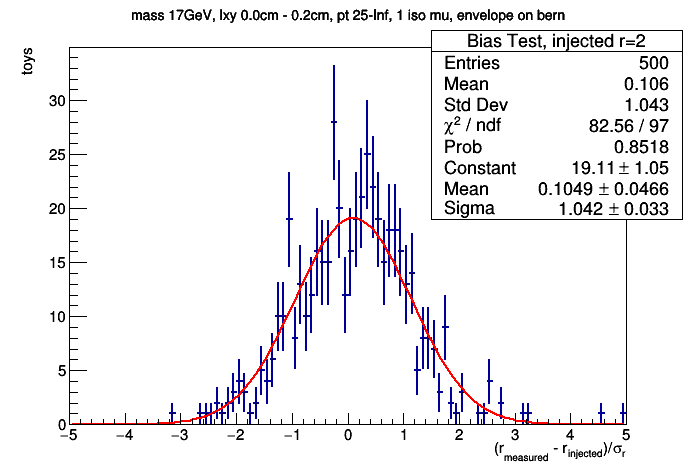 mass 17GeV, lxy 0.0cm - 0.2cm, pt 25-Inf, 1 iso mu, envelope on bern
Bias Test, injected r=2
Entries 500
Mean 0.106
Std Dev 1.043
χ² / ndf 82.56 / 97
Prob 0.8518
Constant 19.11 ± 1.05
Mean 0.1049 ± 0.0466
Sigma 1.042 ± 0.033
toys
30
25
20
15
10
5
0
−5 −4 −3 −2 −1 0 1 2 3 4 5
(r_measured - r_injected)/σ_r